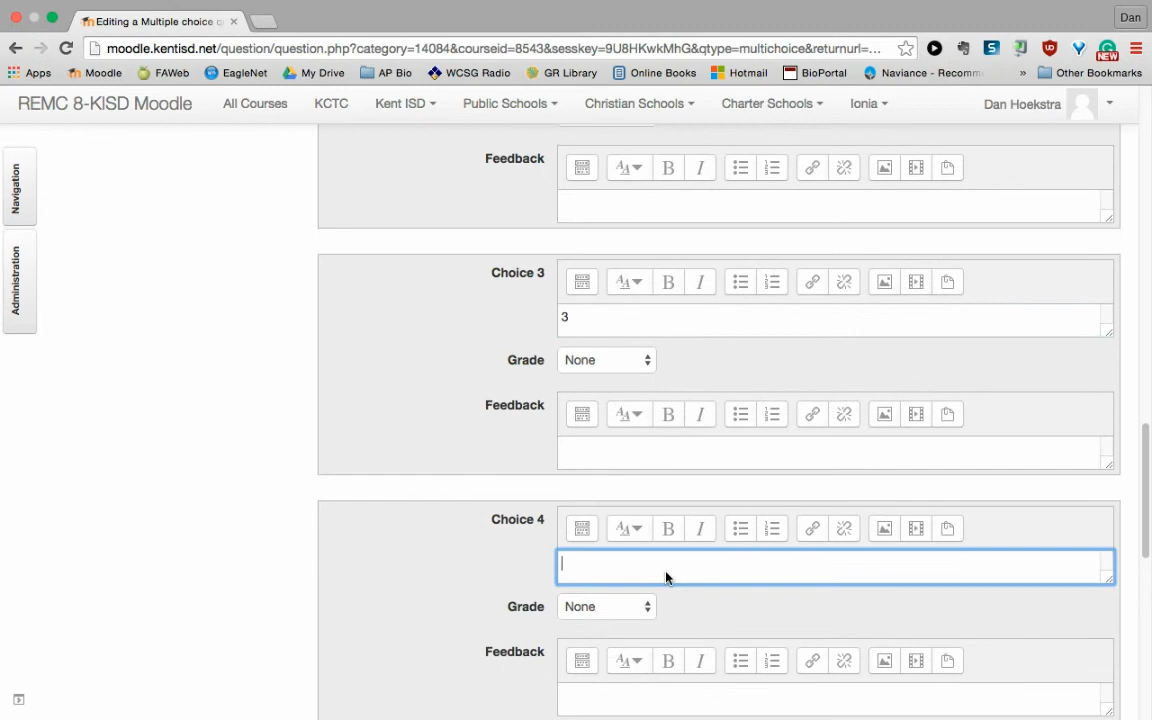 Editing a Multiple choice
Dan
moodle.kentisd.net/question/question.php?category=14084&courseid=8543&sesskey=9U8HKwkMhG&qtype=multichoice&returnurl=...
NEW
Apps Moodle FAWeb EagleNet My Drive AP Bio WCSG Radio GR Library Online Books Hotmail BioPortal Naviance - Recomm » Other Bookmarks
REMC 8-KISD Moodle All Courses KCTC Kent ISD Public Schools Christian Schools Charter Schools Ionia Dan Hoekstra
Navigation
Administration
Feedback
Choice 3
3
Grade None
Feedback
Choice 4
Grade None
Feedback